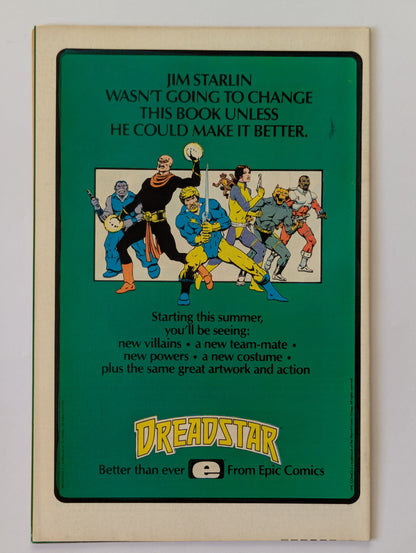 JIM STARLIN
WASN'T GOING TO CHANGE
THIS BOOK UNLESS
HE COULD MAKE IT BETTER.
Starting this summer,
you'll be seeing:
new villains • a new team-mate •
new powers • a new costume •
plus the same great artwork and action
DREADSTAR
Better than ever e From Epic Comics